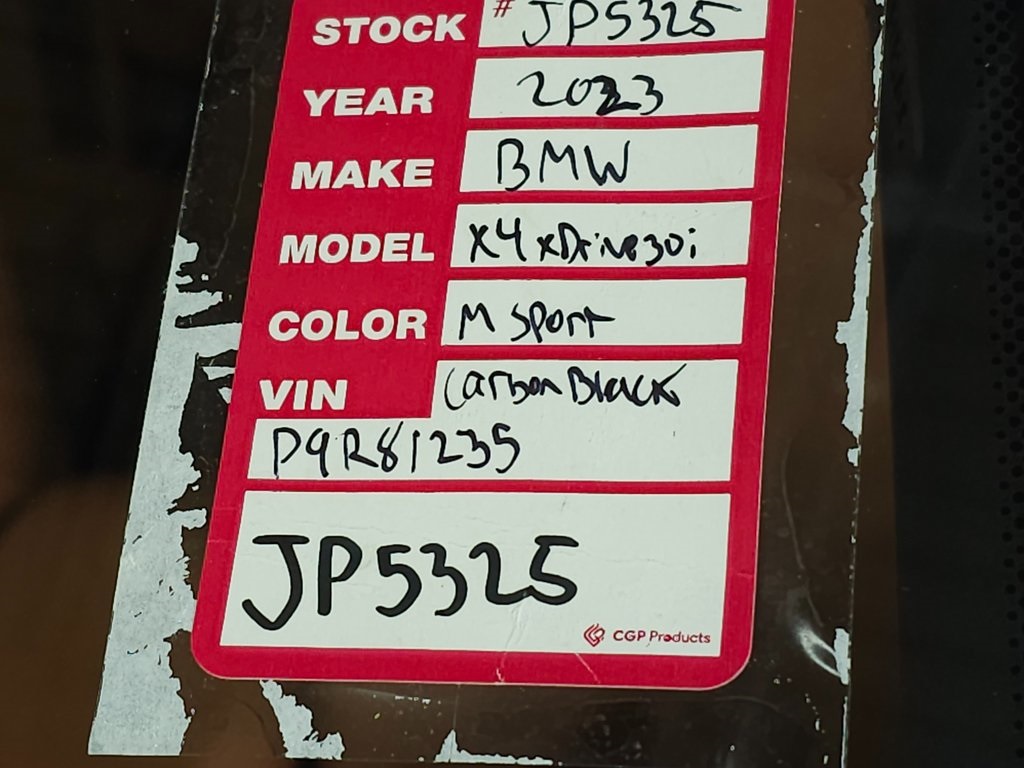 STOCK # JP5325
YEAR 2023
MAKE BMW
MODEL X4 xDrive30i
COLOR M Sport
VIN Carbon Black
P9R81235
JP5325
CGP Products